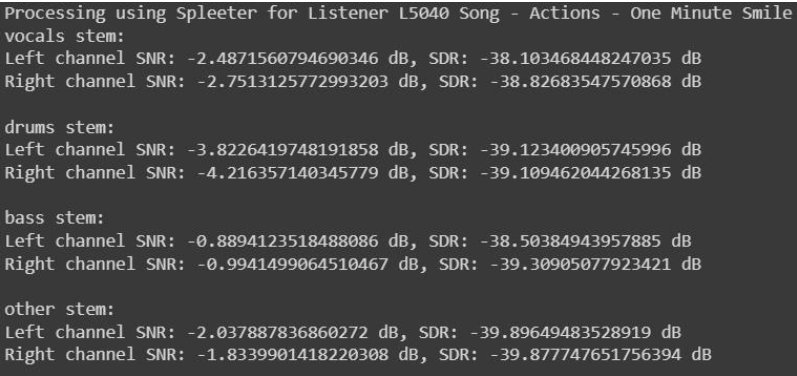 Processing using Spleeter for Listener L5040 Song - Actions - One Minute Smile
vocals stem:
Left channel SNR: -2.4871560794690346 dB, SDR: -38.103468448247035 dB
Right channel SNR: -2.7513125772993203 dB, SDR: -38.82683547570868 dB
drums stem:
Left channel SNR: -3.8226419748191858 dB, SDR: -39.123400905745996 dB
Right channel SNR: -4.216357140345779 dB, SDR: -39.109462044268135 dB
bass stem:
Left channel SNR: -0.8894123518488086 dB, SDR: -38.50384943957885 dB
Right channel SNR: -0.9941499064510467 dB, SDR: -39.30905077923421 dB
other stem:
Left channel SNR: -2.037887836860272 dB, SDR: -39.89649483528919 dB
Right channel SNR: -1.8339901418220308 dB, SDR: -39.877747651756394 dB